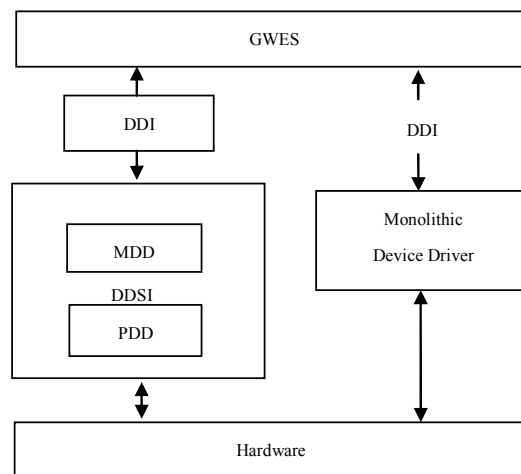 GWES
DDI
DDI
MDD
DDSI
PDD
Monolithic
Device Driver
Hardware